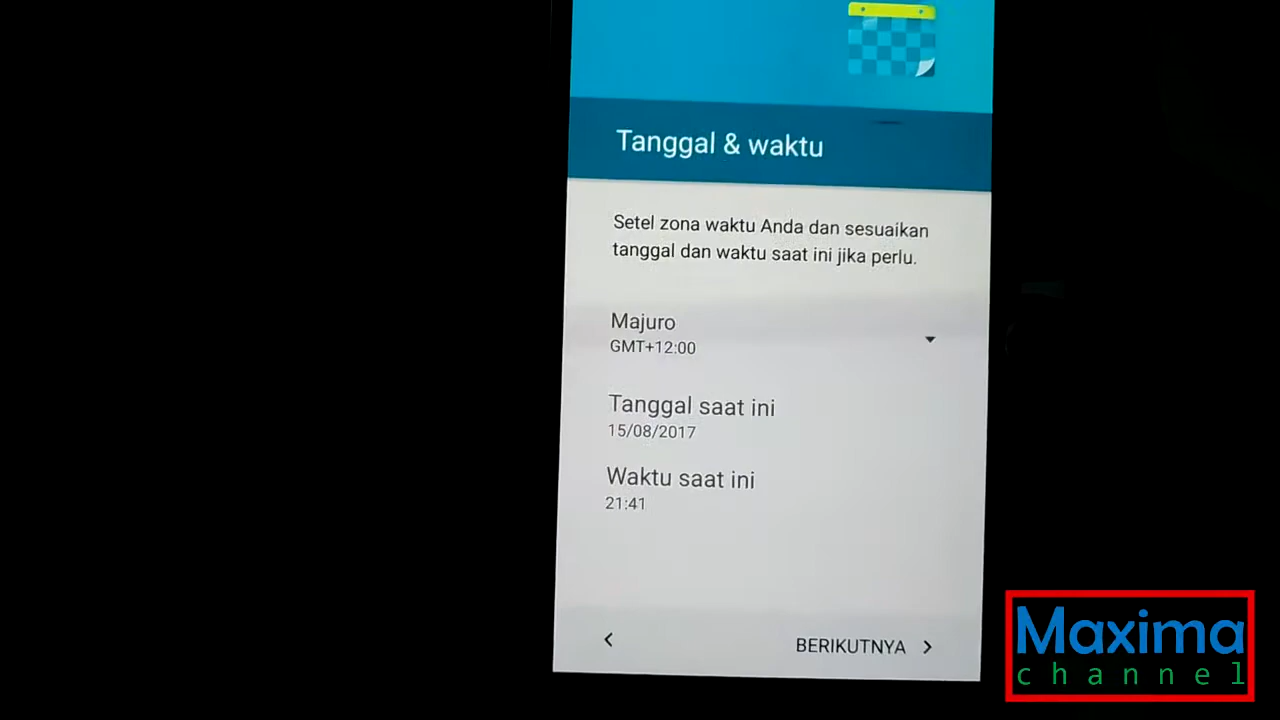 Tanggal & waktu
Setel zona waktu Anda dan sesuaikan
tanggal dan waktu saat ini jika perlu.
Majuro
GMT+12:00
Tanggal saat ini
15/08/2017
Waktu saat ini
21:41
BERIKUTNYA
Maxima
channel